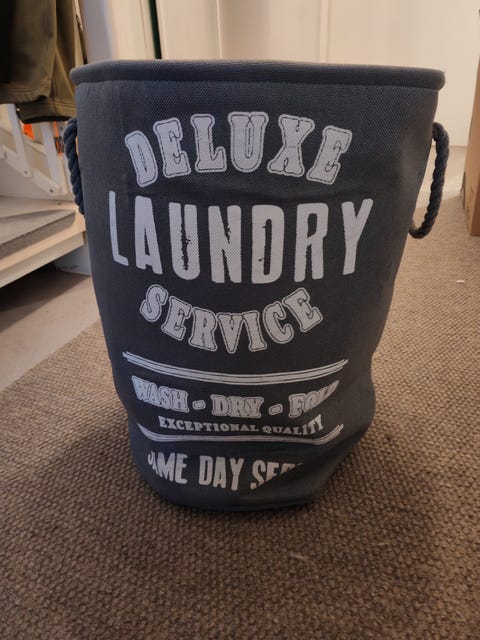 DELUXE
LAUNDRY
SERVICE
WASH - DRY - FOLD
EXCEPTIONAL QUALITY
DAY